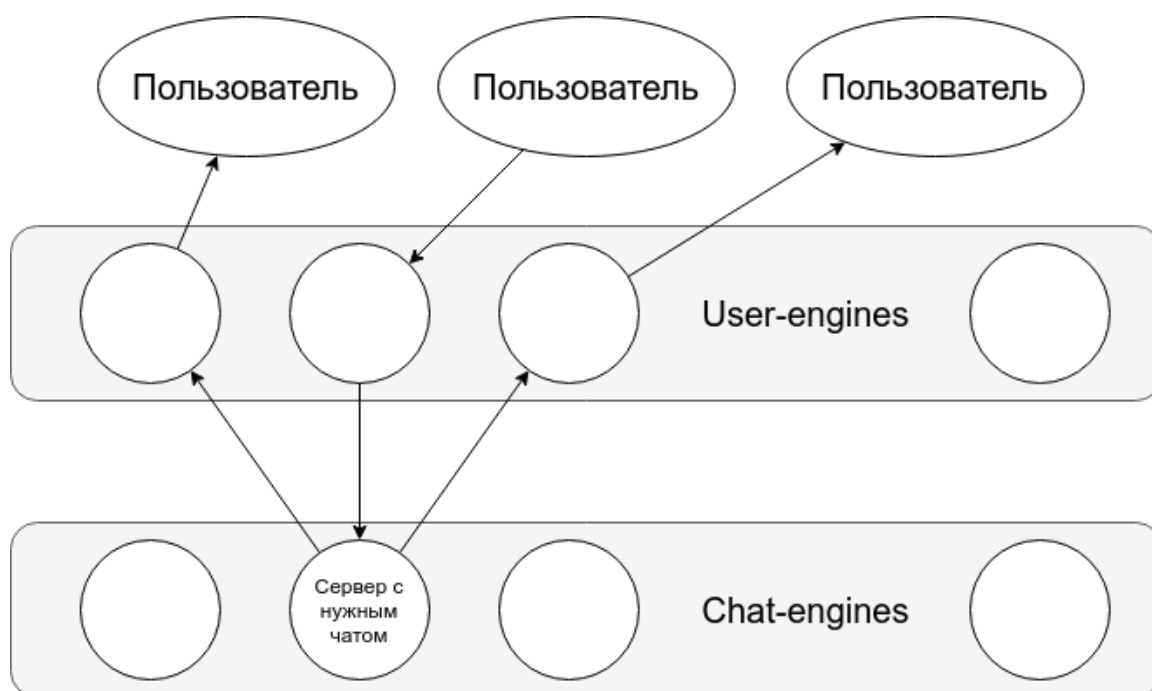 Пользователь
Пользователь
Пользователь
User-engines
Сервер с
нужным
чатом
Chat-engines